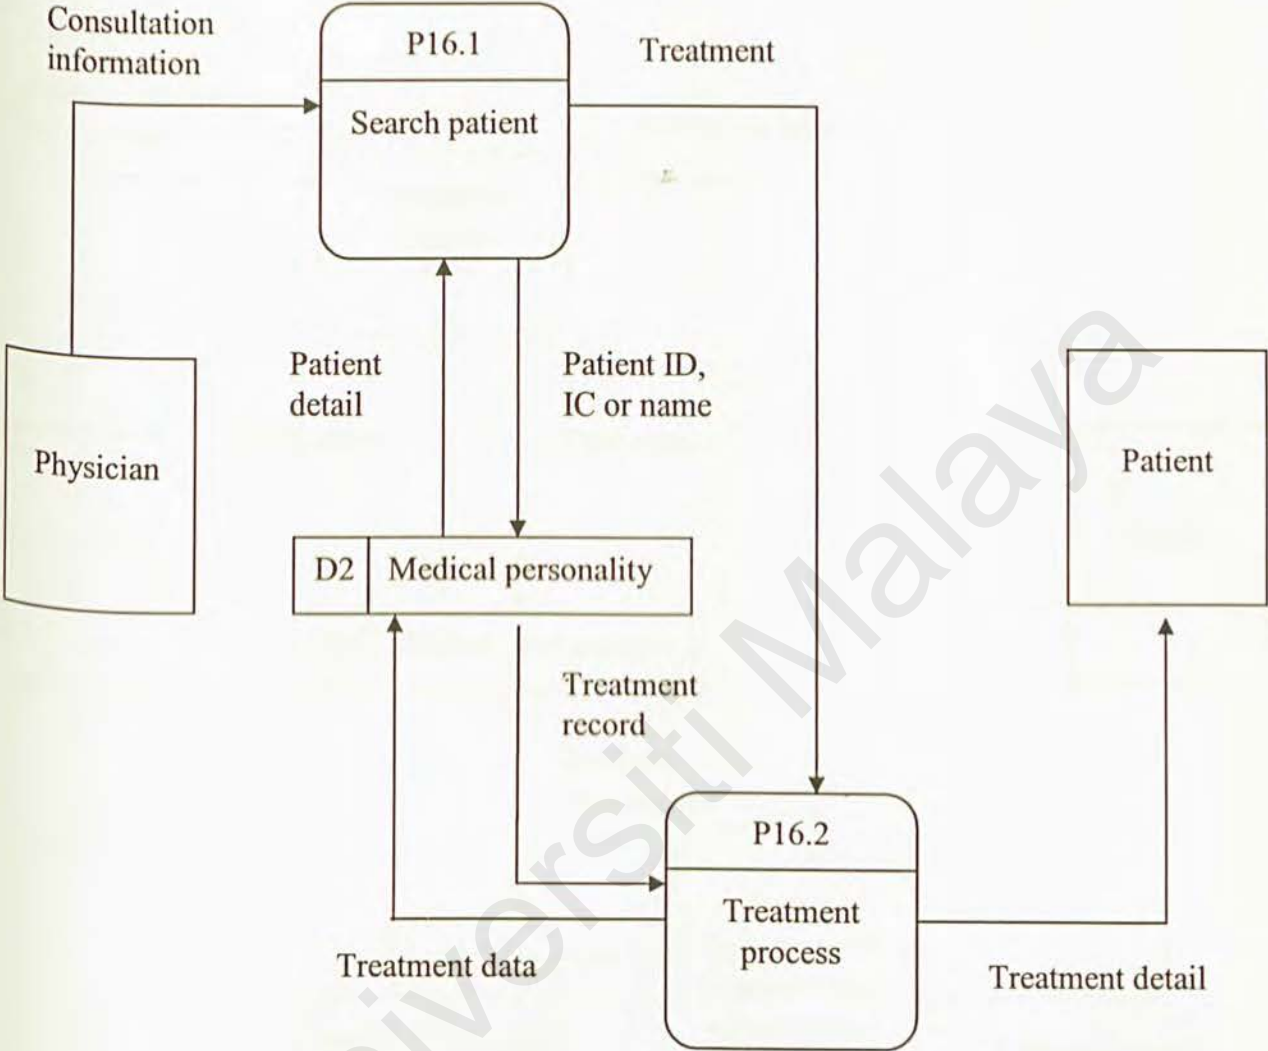 Consultation
information
P16.1
Search patient
Treatment
Patient
detail
Patient ID,
IC or name
Physician
Patient
D2
Medical personality
Treatment
record
P16.2
Treatment
process
Treatment data
Treatment detail